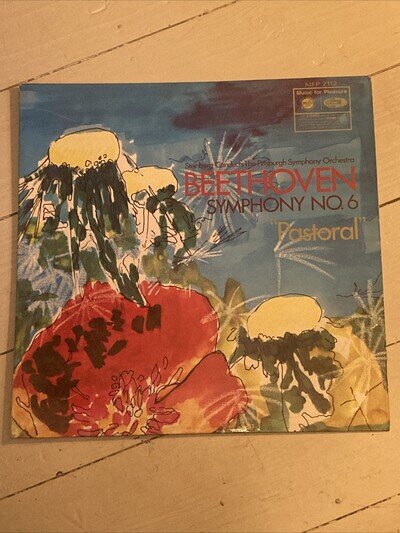 MFP 2112
Music for Pleasure
Steinberg Conducts The Pittsburgh Symphony Orchestra
BEETHOVEN
SYMPHONY NO. 6
"Pastoral"